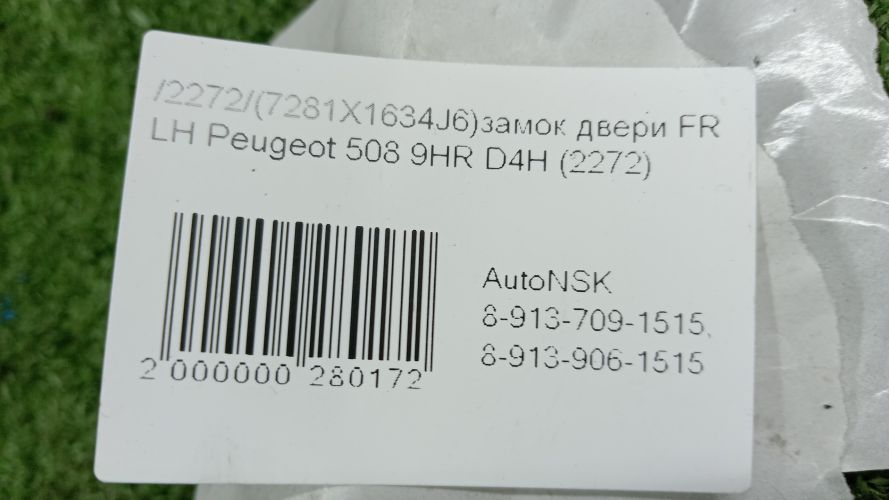 /2272/(7281X1634J6)замок двери FR
LH Peugeot 508 9HR D4H (2272)
AutoNSK
8-913-709-1515,
8-913-906-1515
2 000000 280172